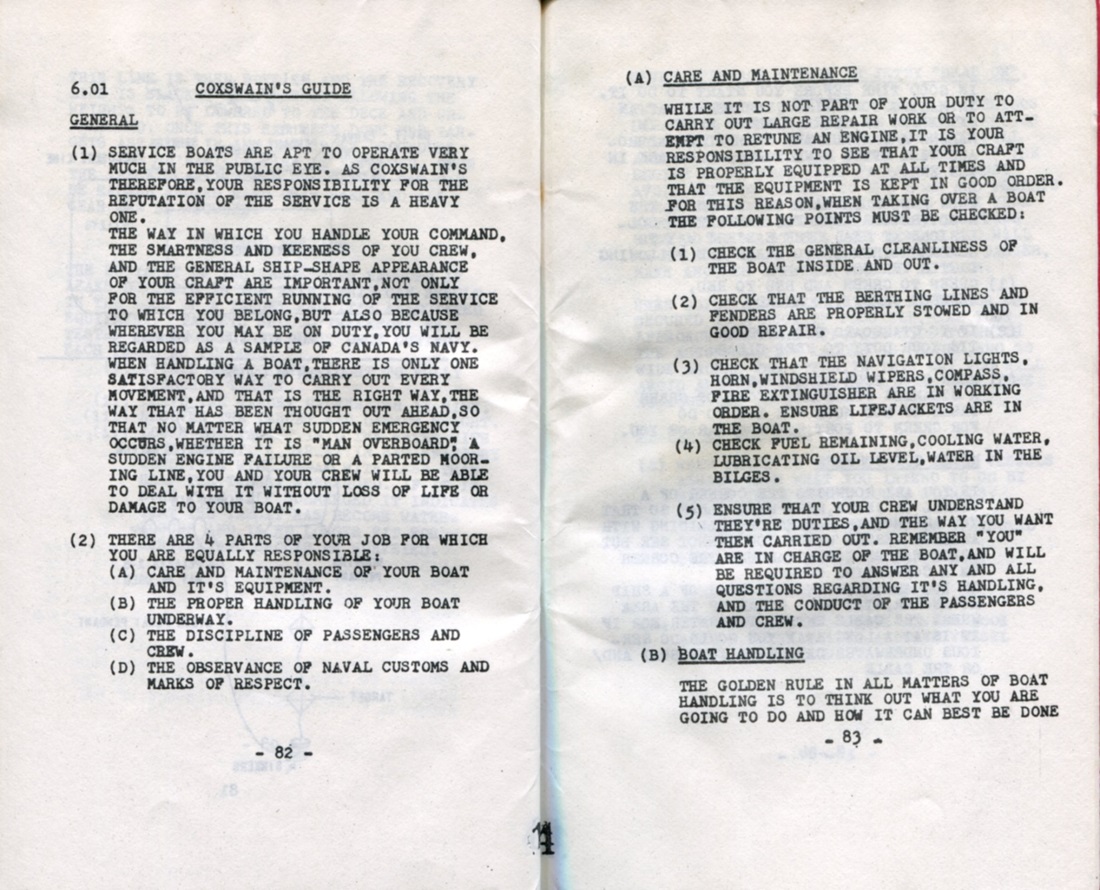 6.01 COXSWAIN'S GUIDE
GENERAL
(1) SERVICE BOATS ARE APT TO OPERATE VERY
MUCH IN THE PUBLIC EYE. AS COXSWAIN'S
THEREFORE,YOUR RESPONSIBILITY FOR THE
REPUTATION OF THE SERVICE IS A HEAVY
ONE.
THE WAY IN WHICH YOU HANDLE YOUR COMMAND,
THE SMARTNESS AND KEENESS OF YOU CREW,
AND THE GENERAL SHIP-SHAPE APPEARANCE
OF YOUR CRAFT ARE IMPORTANT,NOT ONLY
FOR THE EFFICIENT RUNNING OF THE SERVICE
TO WHICH YOU BELONG,BUT ALSO BECAUSE
WHEREVER YOU MAY BE ON DUTY,YOU WILL BE
REGARDED AS A SAMPLE OF CANADA'S NAVY.
WHEN HANDLING A BOAT,THERE IS ONLY ONE
SATISFACTORY WAY TO CARRY OUT EVERY
MOVEMENT,AND THAT IS THE RIGHT WAY,THE
WAY THAT HAS BEEN THOUGHT OUT AHEAD,SO
THAT NO MATTER WHAT SUDDEN EMERGENCY
OCCURS,WHETHER IT IS "MAN OVERBOARD", A
SUDDEN ENGINE FAILURE OR A PARTED MOOR-
ING LINE,YOU AND YOUR CREW WILL BE ABLE
TO DEAL WITH IT WITHOUT LOSS OF LIFE OR
DAMAGE TO YOUR BOAT.
(2) THERE ARE 4 PARTS OF YOUR JOB FOR WHICH
YOU ARE EQUALLY RESPONSIBLE:
(A) CARE AND MAINTENANCE OF YOUR BOAT
AND IT'S EQUIPMENT.
(B) THE PROPER HANDLING OF YOUR BOAT
UNDERWAY.
(C) THE DISCIPLINE OF PASSENGERS AND
CREW.
(D) THE OBSERVANCE OF NAVAL CUSTOMS AND
MARKS OF RESPECT.
- 82 -
(A) CARE AND MAINTENANCE
WHILE IT IS NOT PART OF YOUR DUTY TO
CARRY OUT LARGE REPAIR WORK OR TO ATT-
EMPT TO RETUNE AN ENGINE,IT IS YOUR
RESPONSIBILITY TO SEE THAT YOUR CRAFT
IS PROPERLY EQUIPPED AT ALL TIMES AND
THAT THE EQUIPMENT IS KEPT IN GOOD ORDER.
FOR THIS REASON,WHEN TAKING OVER A BOAT
THE FOLLOWING POINTS MUST BE CHECKED:
(1) CHECK THE GENERAL CLEANLINESS OF
THE BOAT INSIDE AND OUT.
(2) CHECK THAT THE BERTHING LINES AND
FENDERS ARE PROPERLY STOWED AND IN
GOOD REPAIR.
(3) CHECK THAT THE NAVIGATION LIGHTS,
HORN,WINDSHIELD WIPERS,COMPASS,
FIRE EXTINGUISHER ARE IN WORKING
ORDER. ENSURE LIFEJACKETS ARE IN
THE BOAT.
(4) CHECK FUEL REMAINING,COOLING WATER,
LUBRICATING OIL LEVEL,WATER IN THE
BILGES.
(5) ENSURE THAT YOUR CREW UNDERSTAND
THEY'RE DUTIES,AND THE WAY YOU WANT
THEM CARRIED OUT. REMEMBER "YOU"
ARE IN CHARGE OF THE BOAT,AND WILL
BE REQUIRED TO ANSWER ANY AND ALL
QUESTIONS REGARDING IT'S HANDLING,
AND THE CONDUCT OF THE PASSENGERS
AND CREW.
(B) BOAT HANDLING
THE GOLDEN RULE IN ALL MATTERS OF BOAT
HANDLING IS TO THINK OUT WHAT YOU ARE
GOING TO DO AND HOW IT CAN BEST BE DONE
- 83 -